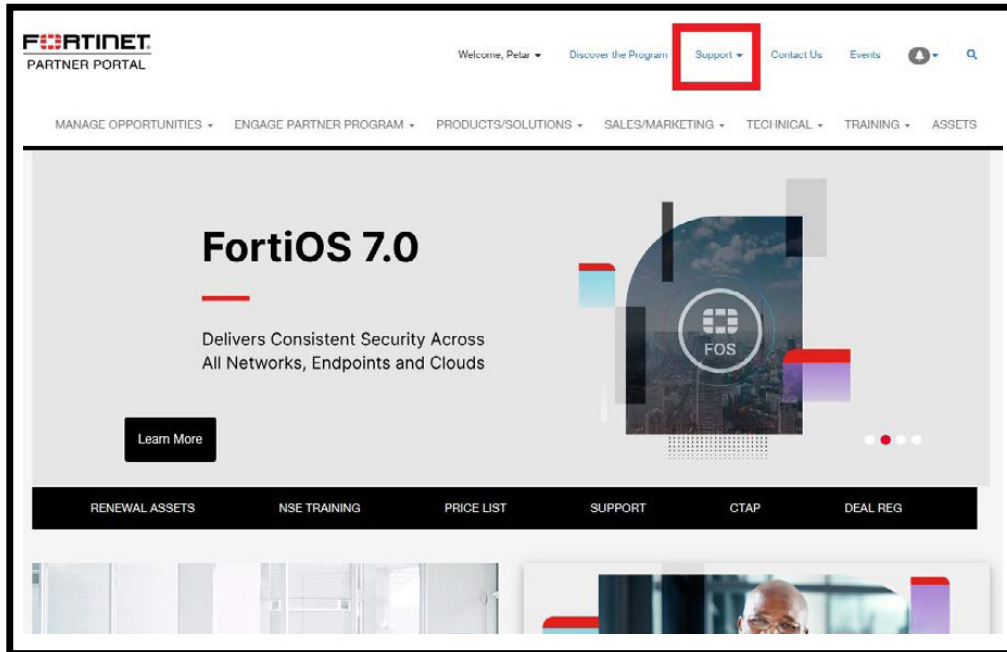 FORTINET
PARTNER PORTAL
Welcome, Petar Discover the Program Support Contact Us Events
MANAGE OPPORTUNITIES ENGAGE PARTNER PROGRAM PRODUCTS/SOLUTIONS SALES/MARKETING TECHNICAL TRAINING ASSETS
FortiOS 7.0
Delivers Consistent Security Across
All Networks, Endpoints and Clouds
FOS
Learn More
RENEWAL ASSETS NSE TRAINING PRICE LIST SUPPORT CTAP DEAL REG